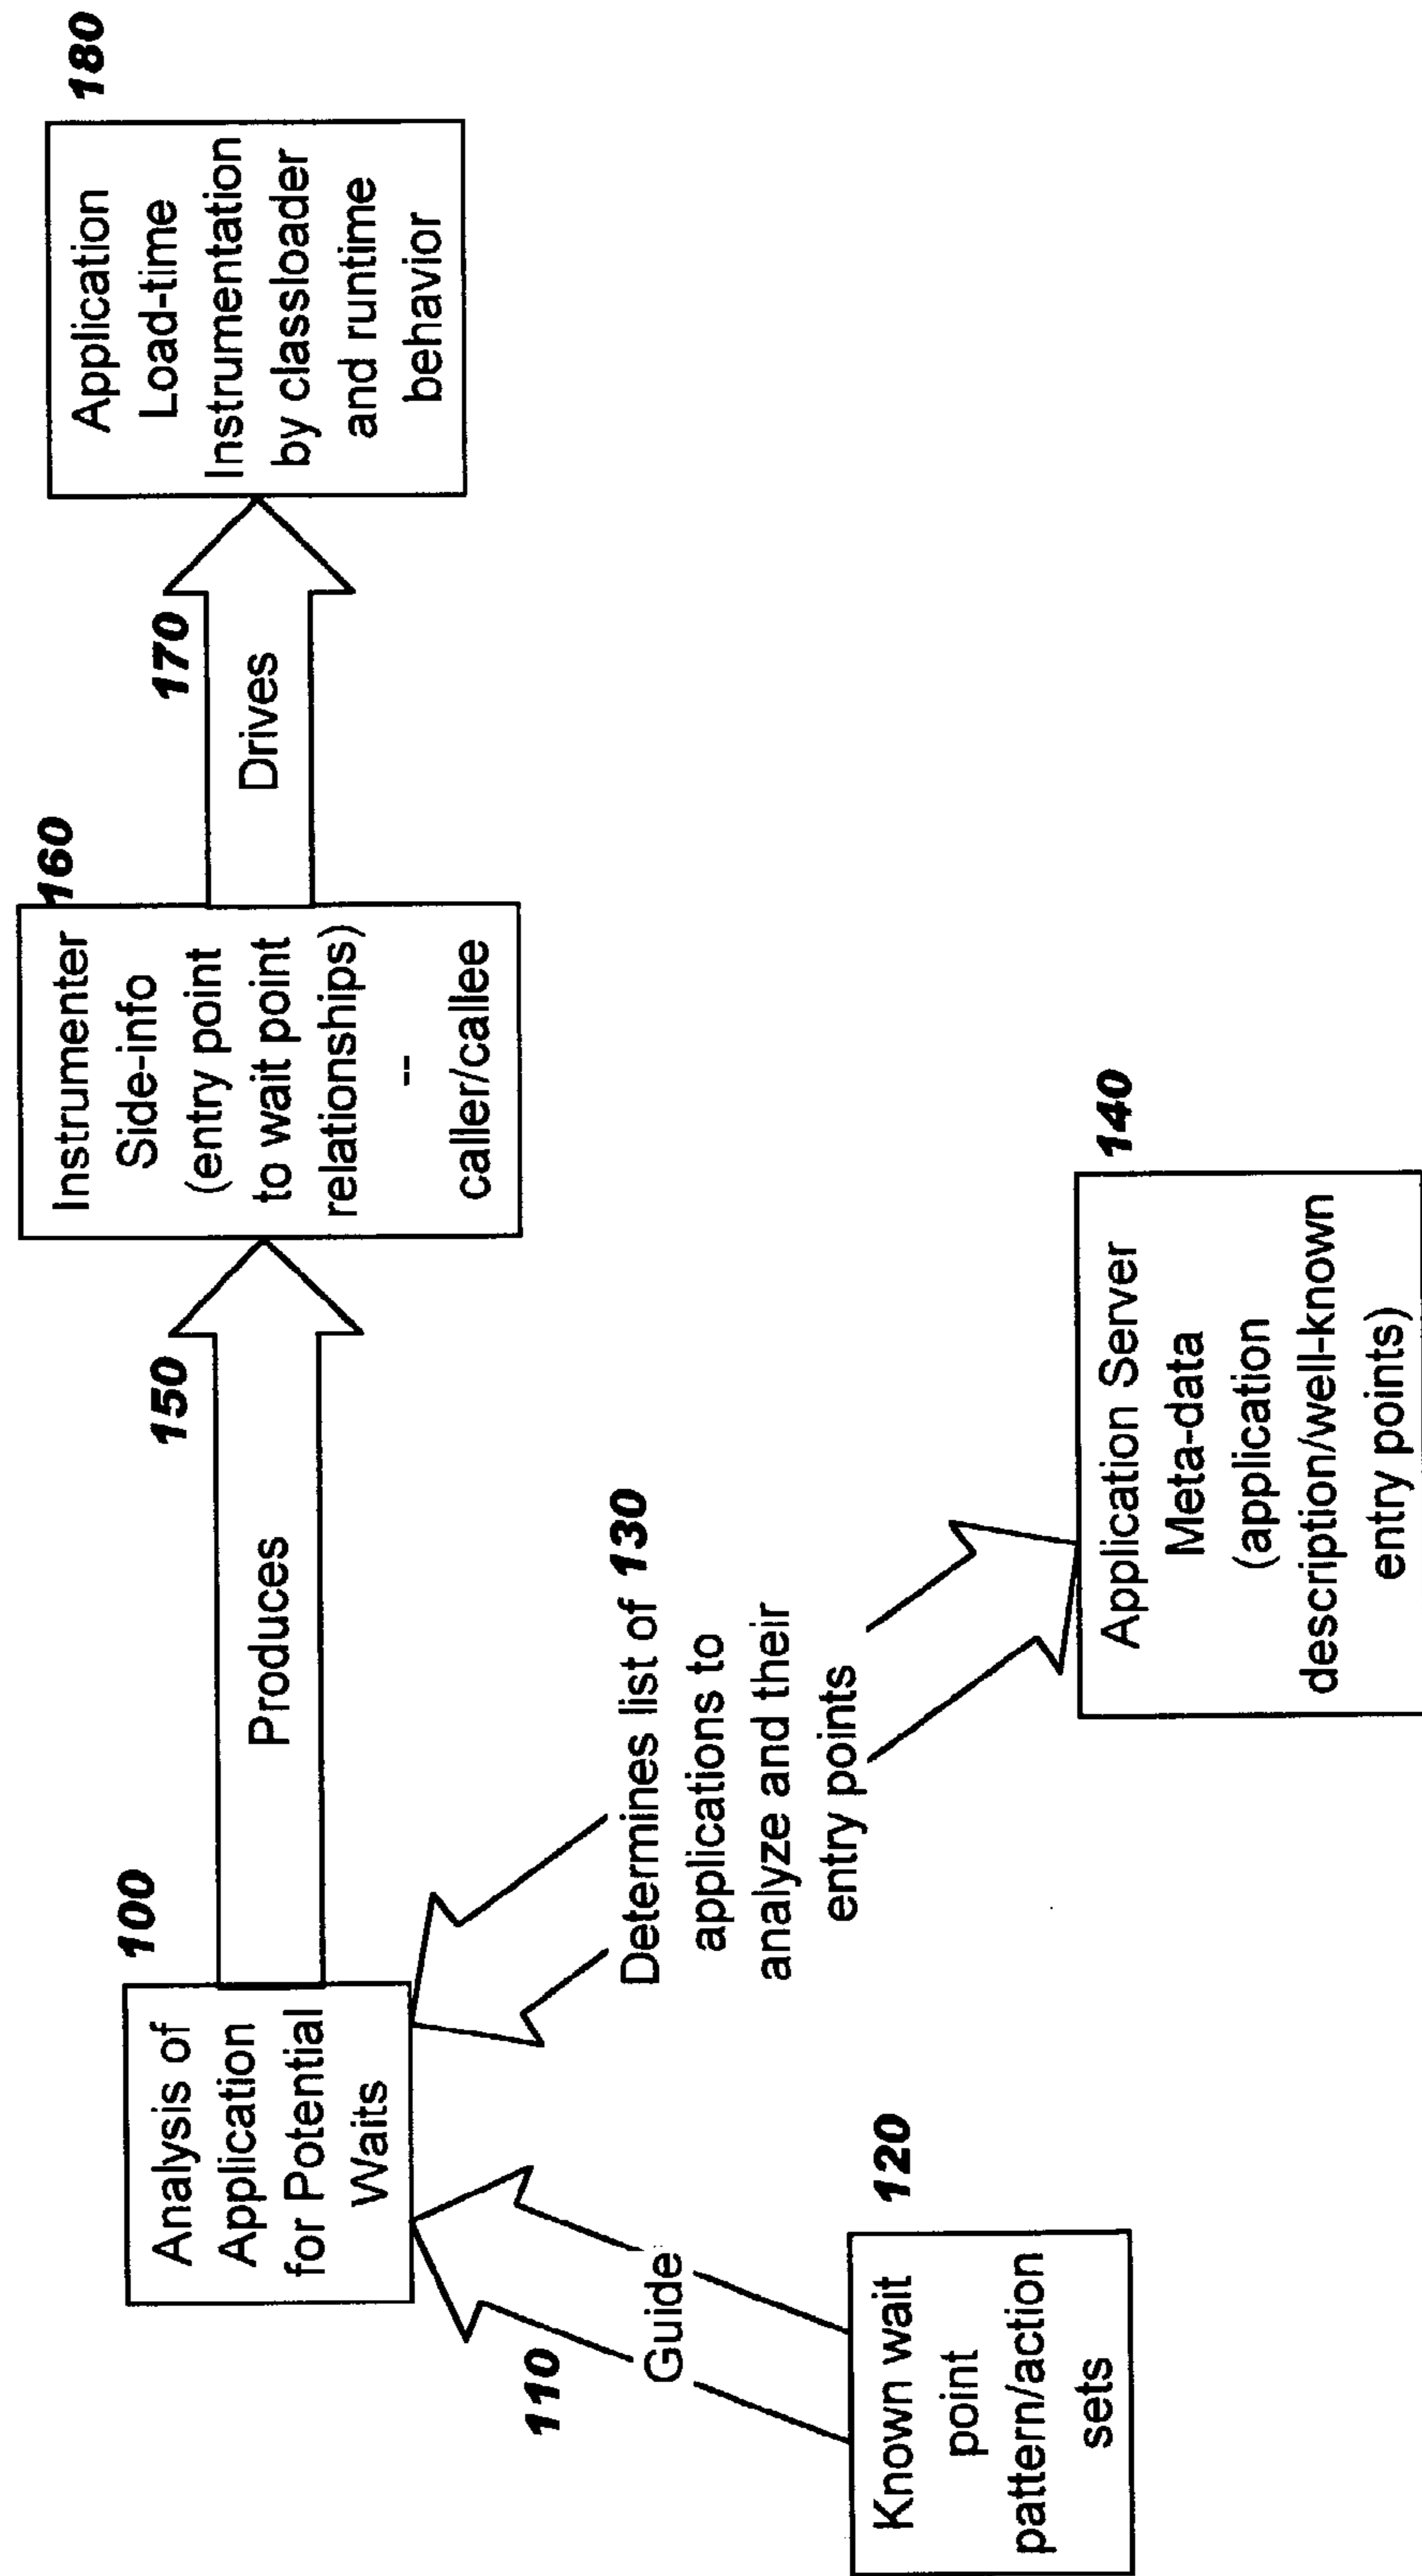 100
Analysis of
Application
for Potential
Waits
150
Produces
160
Instrumenter
Side-info
(entry point
to wait point
relationships)
--
caller/callee
170
Drives
180
Application
Load-time
Instrumentation
by classloader
and runtime
behavior
110
Guide
120
Known wait
point
pattern/action
sets
Determines list of 130
applications to
analyze and their
entry points
140
Application Server
Meta-data
(application
description/well-known
entry points)